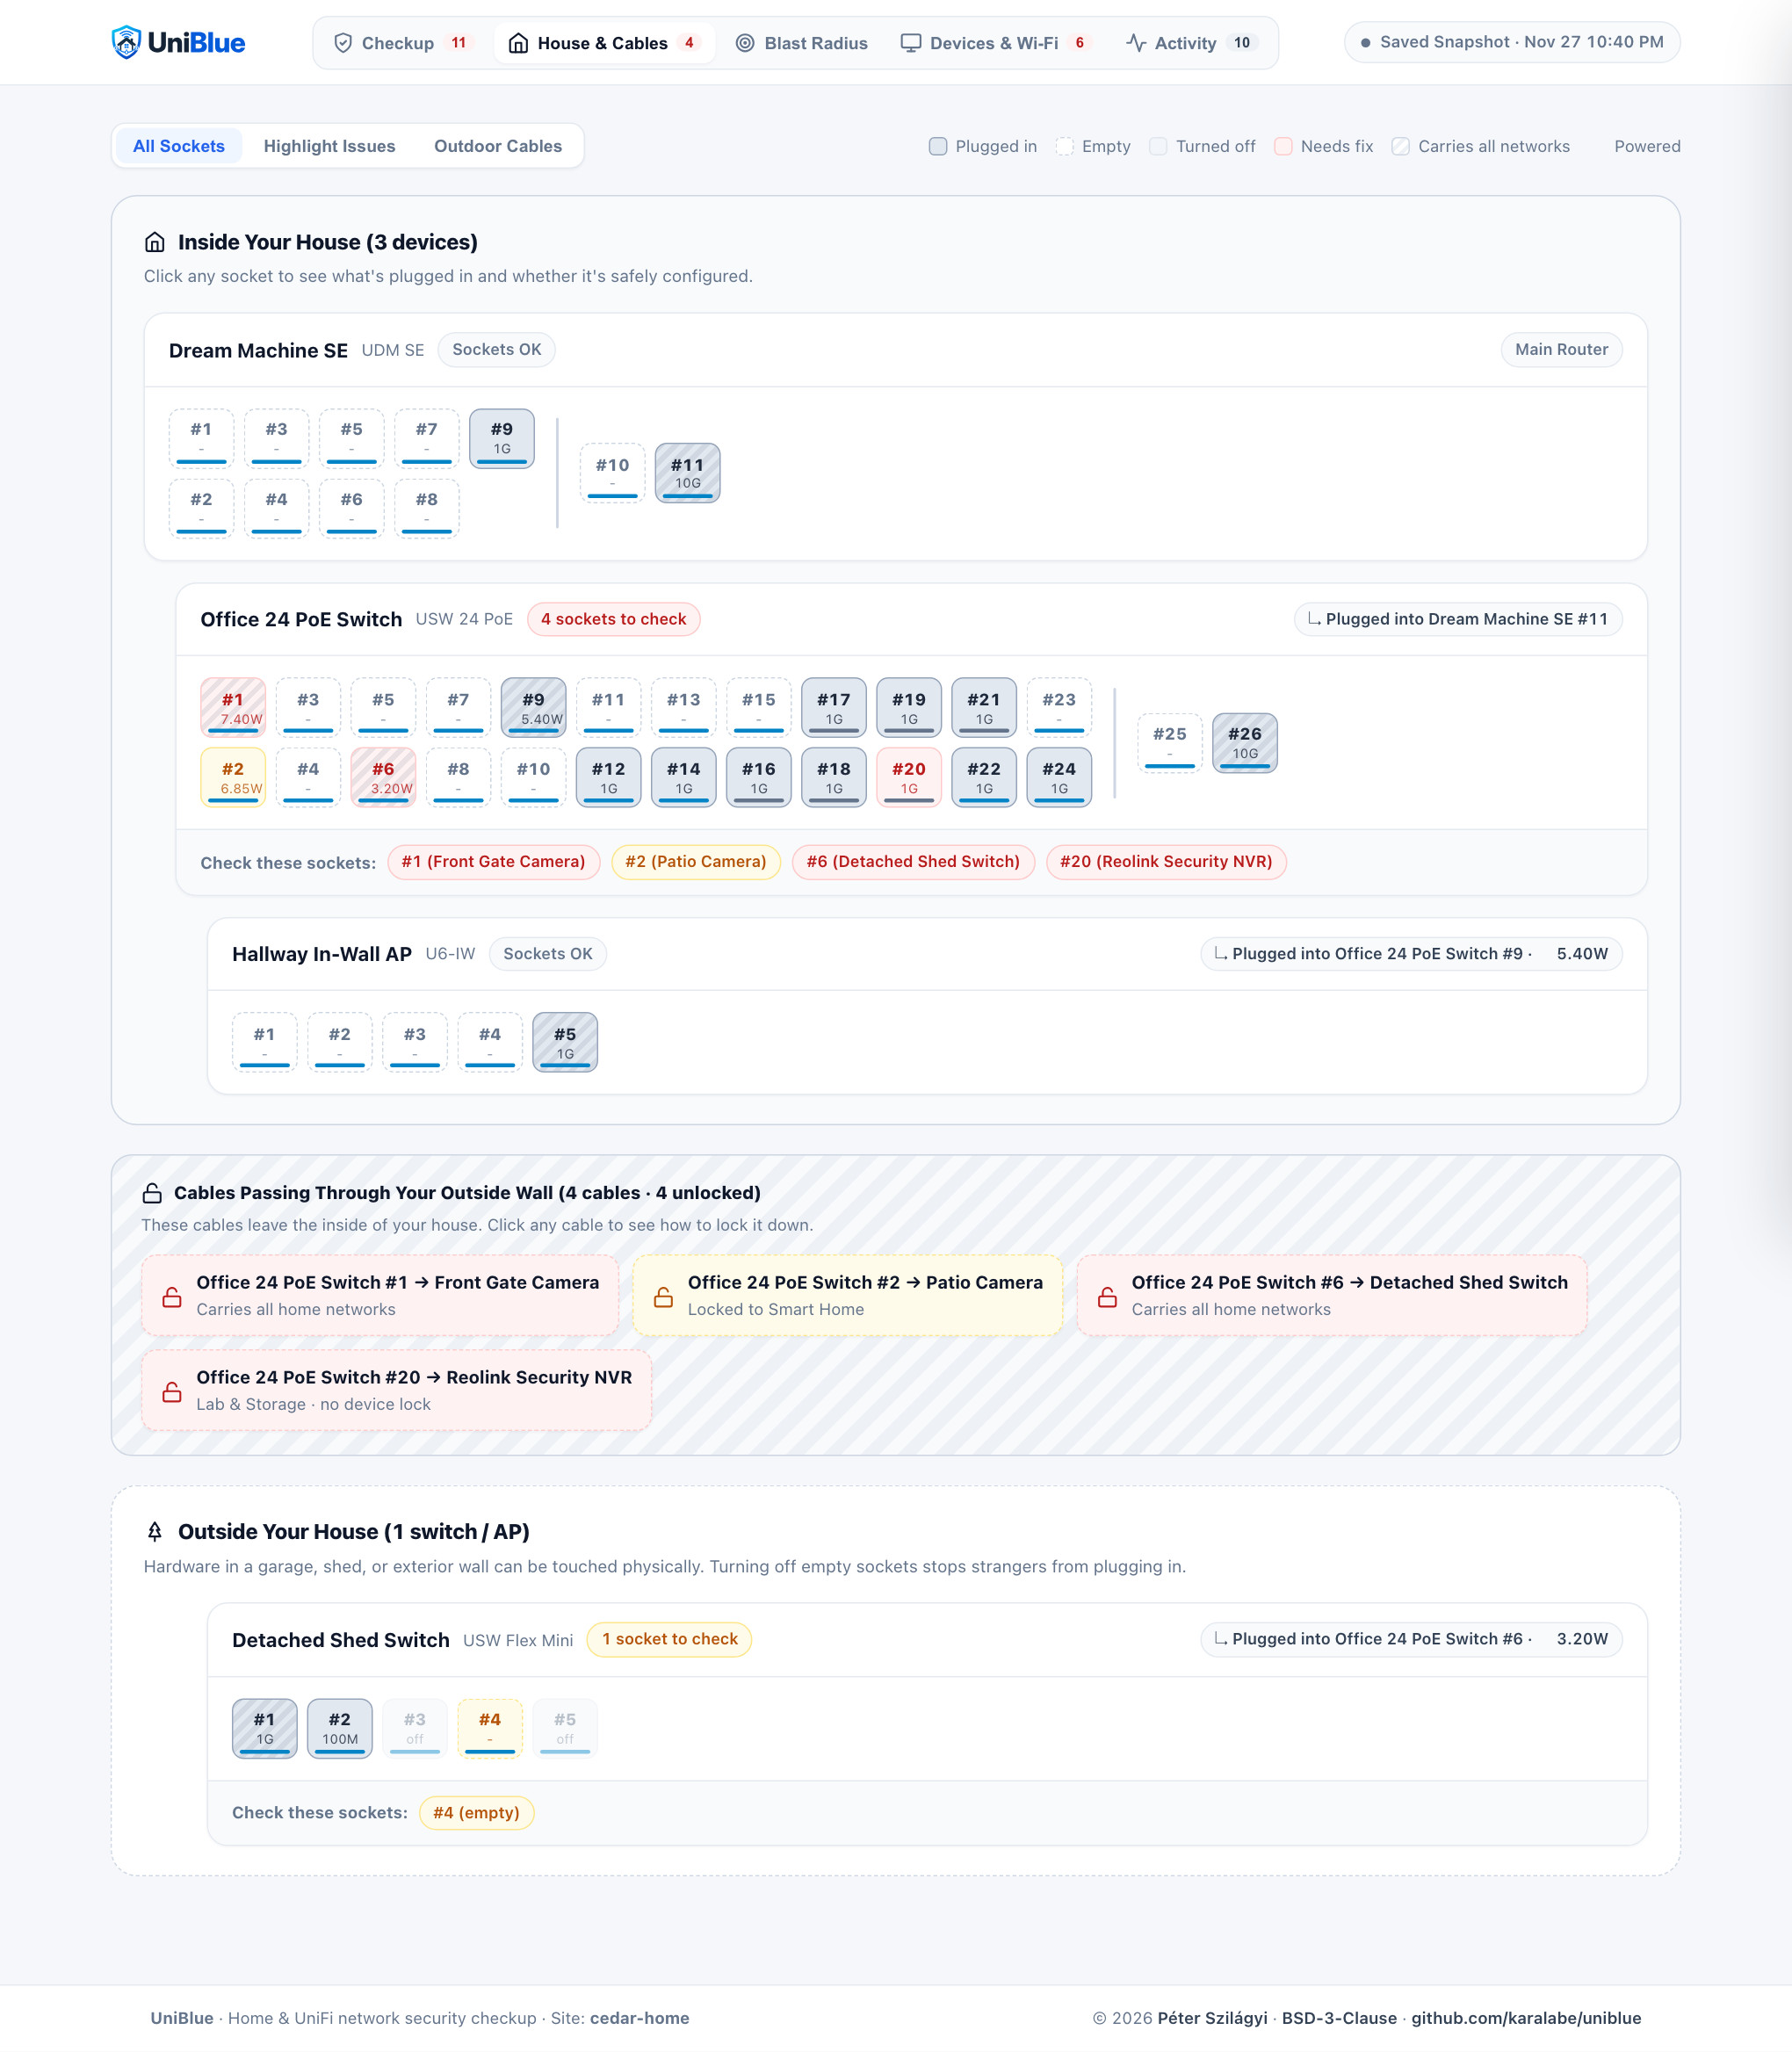 UniBlue
Checkup 11
House & Cables 4
Blast Radius
Devices & Wi-Fi 6
Activity 10
Saved Snapshot · Nov 27 10:40 PM
All Sockets
Highlight Issues
Outdoor Cables
Plugged in
Empty
Turned off
Needs fix
Carries all networks
Powered
Inside Your House (3 devices)
Click any socket to see what's plugged in and whether it's safely configured.
Dream Machine SE UDM SE Sockets OK
Main Router
#1 #3 #5 #7 #9
- - - - 1G
#10 #11
- 10G
#2 #4 #6 #8
- - - -
Office 24 PoE Switch USW 24 PoE 4 sockets to check
Plugged into Dream Machine SE #11
#1 #3 #5 #7 #9 #11 #13 #15 #17 #19 #21 #23
7.40W - - - 5.40W - - - 1G 1G 1G -
#25 #26
- 10G
#2 #4 #6 #8 #10 #12 #14 #16 #18 #20 #22 #24
6.85W - 3.20W - - 1G 1G 1G 1G 1G 1G 1G
Check these sockets: #1 (Front Gate Camera) #2 (Patio Camera) #6 (Detached Shed Switch) #20 (Reolink Security NVR)
Hallway In-Wall AP U6-IW Sockets OK
Plugged into Office 24 PoE Switch #9 · 5.40W
#1 #2 #3 #4 #5
- - - - 1G
Cables Passing Through Your Outside Wall (4 cables · 4 unlocked)
These cables leave the inside of your house. Click any cable to see how to lock it down.
Office 24 PoE Switch #1 → Front Gate Camera
Carries all home networks
Office 24 PoE Switch #2 → Patio Camera
Locked to Smart Home
Office 24 PoE Switch #6 → Detached Shed Switch
Carries all home networks
Office 24 PoE Switch #20 → Reolink Security NVR
Lab & Storage · no device lock
Outside Your House (1 switch / AP)
Hardware in a garage, shed, or exterior wall can be touched physically. Turning off empty sockets stops strangers from plugging in.
Detached Shed Switch USW Flex Mini 1 socket to check
Plugged into Office 24 PoE Switch #6 · 3.20W
#1 #2 #3 #4 #5
1G 100M off - off
Check these sockets: #4 (empty)
UniBlue · Home & UniFi network security checkup · Site: cedar-home
© 2026 Péter Szilágyi · BSD-3-Clause · github.com/karalabe/uniblue